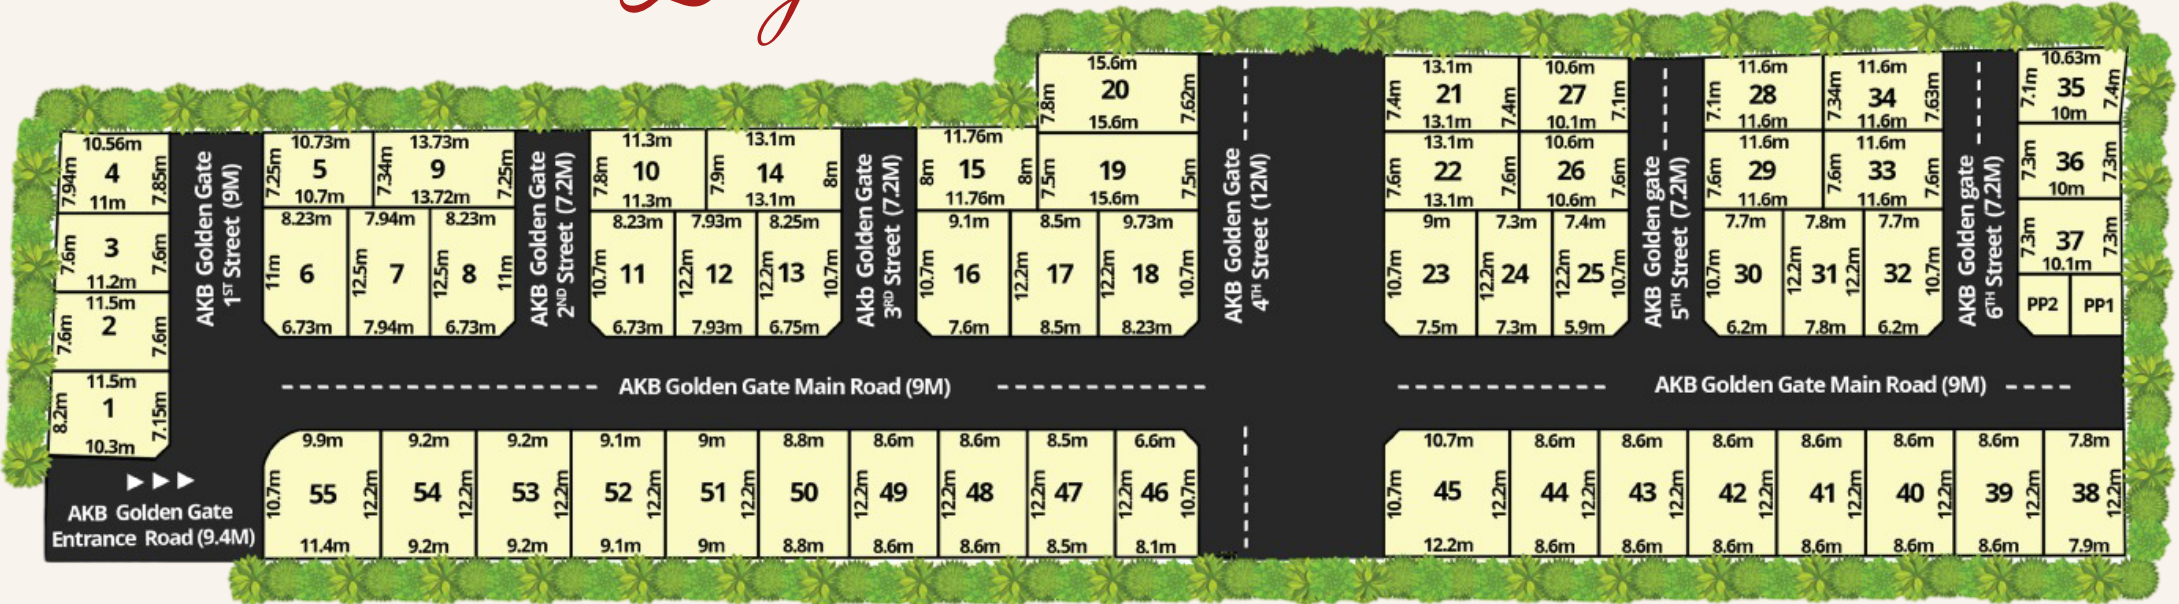 10.56m
7.94m
4
7.85m
11m
7.6m
3
7.6m
11.2m
11.5m
7.6m
2
7.6m
11.5m
8.2m
1
7.15m
10.3m
AKB Golden Gate
1ST Street (9M)
AKB Golden Gate
Entrance Road (9.4M)
10.73m
7.25m
5
10.7m
13.73m
7.34m
9
7.25m
13.72m
8.23m
11m
6
6.73m
7.94m
12.5m
7
7.94m
8.23m
12.5m
8
11m
6.73m
AKB Golden Gate
2ND Street (7.2M)
11.3m
7.8m
10
11.3m
13.1m
7.9m
14
8m
13.1m
8.23m
10.7m
11
6.73m
7.93m
12.2m
12
7.93m
8.25m
12.2m
13
10.7m
6.75m
Akb Golden Gate
3RD Street (7.2M)
11.76m
8m
15
8m
11.76m
15.6m
7.8m
20
7.62m
15.6m
7.5m
19
7.5m
15.6m
9.1m
10.7m
16
7.6m
8.5m
12.2m
17
8.5m
9.73m
12.2m
18
10.7m
8.23m
AKB Golden Gate
4TH Street (12M)
13.1m
7.4m
21
7.4m
13.1m
10.6m
27
7.1m
10.1m
13.1m
7.6m
22
7.6m
13.1m
10.6m
26
7.6m
10.6m
9m
10.7m
23
7.5m
7.3m
12.2m
24
7.3m
7.4m
12.2m
25
10.7m
5.9m
AKB Golden gate
5TH Street (7.2M)
11.6m
7.1m
28
11.6m
11.6m
7.34m
34
7.63m
11.6m
11.6m
7.6m
29
11.6m
11.6m
7.6m
33
7.6m
11.6m
7.7m
10.7m
30
6.2m
7.8m
12.2m
31
12.2m
7.8m
7.7m
32
10.7m
6.2m
AKB Golden gate
6TH Street (7.2M)
10.63m
7.1m
35
7.4m
10m
7.3m
36
7.3m
10m
7.3m
37
7.3m
10.1m
PP2
PP1
AKB Golden Gate Main Road (9M)
AKB Golden Gate Main Road (9M)
9.9m
10.7m
55
12.2m
11.4m
9.2m
54
12.2m
9.2m
9.2m
53
12.2m
9.2m
9.1m
52
12.2m
9.1m
9m
51
12.2m
9m
8.8m
50
12.2m
8.8m
8.6m
49
12.2m
8.6m
8.6m
48
12.2m
8.6m
8.5m
47
12.2m
8.5m
6.6m
46
10.7m
8.1m
10.7m
10.7m
45
12.2m
12.2m
8.6m
44
12.2m
8.6m
8.6m
43
12.2m
8.6m
8.6m
42
12.2m
8.6m
8.6m
41
12.2m
8.6m
8.6m
40
12.2m
8.6m
8.6m
39
12.2m
8.6m
7.8m
38
12.2m
7.9m